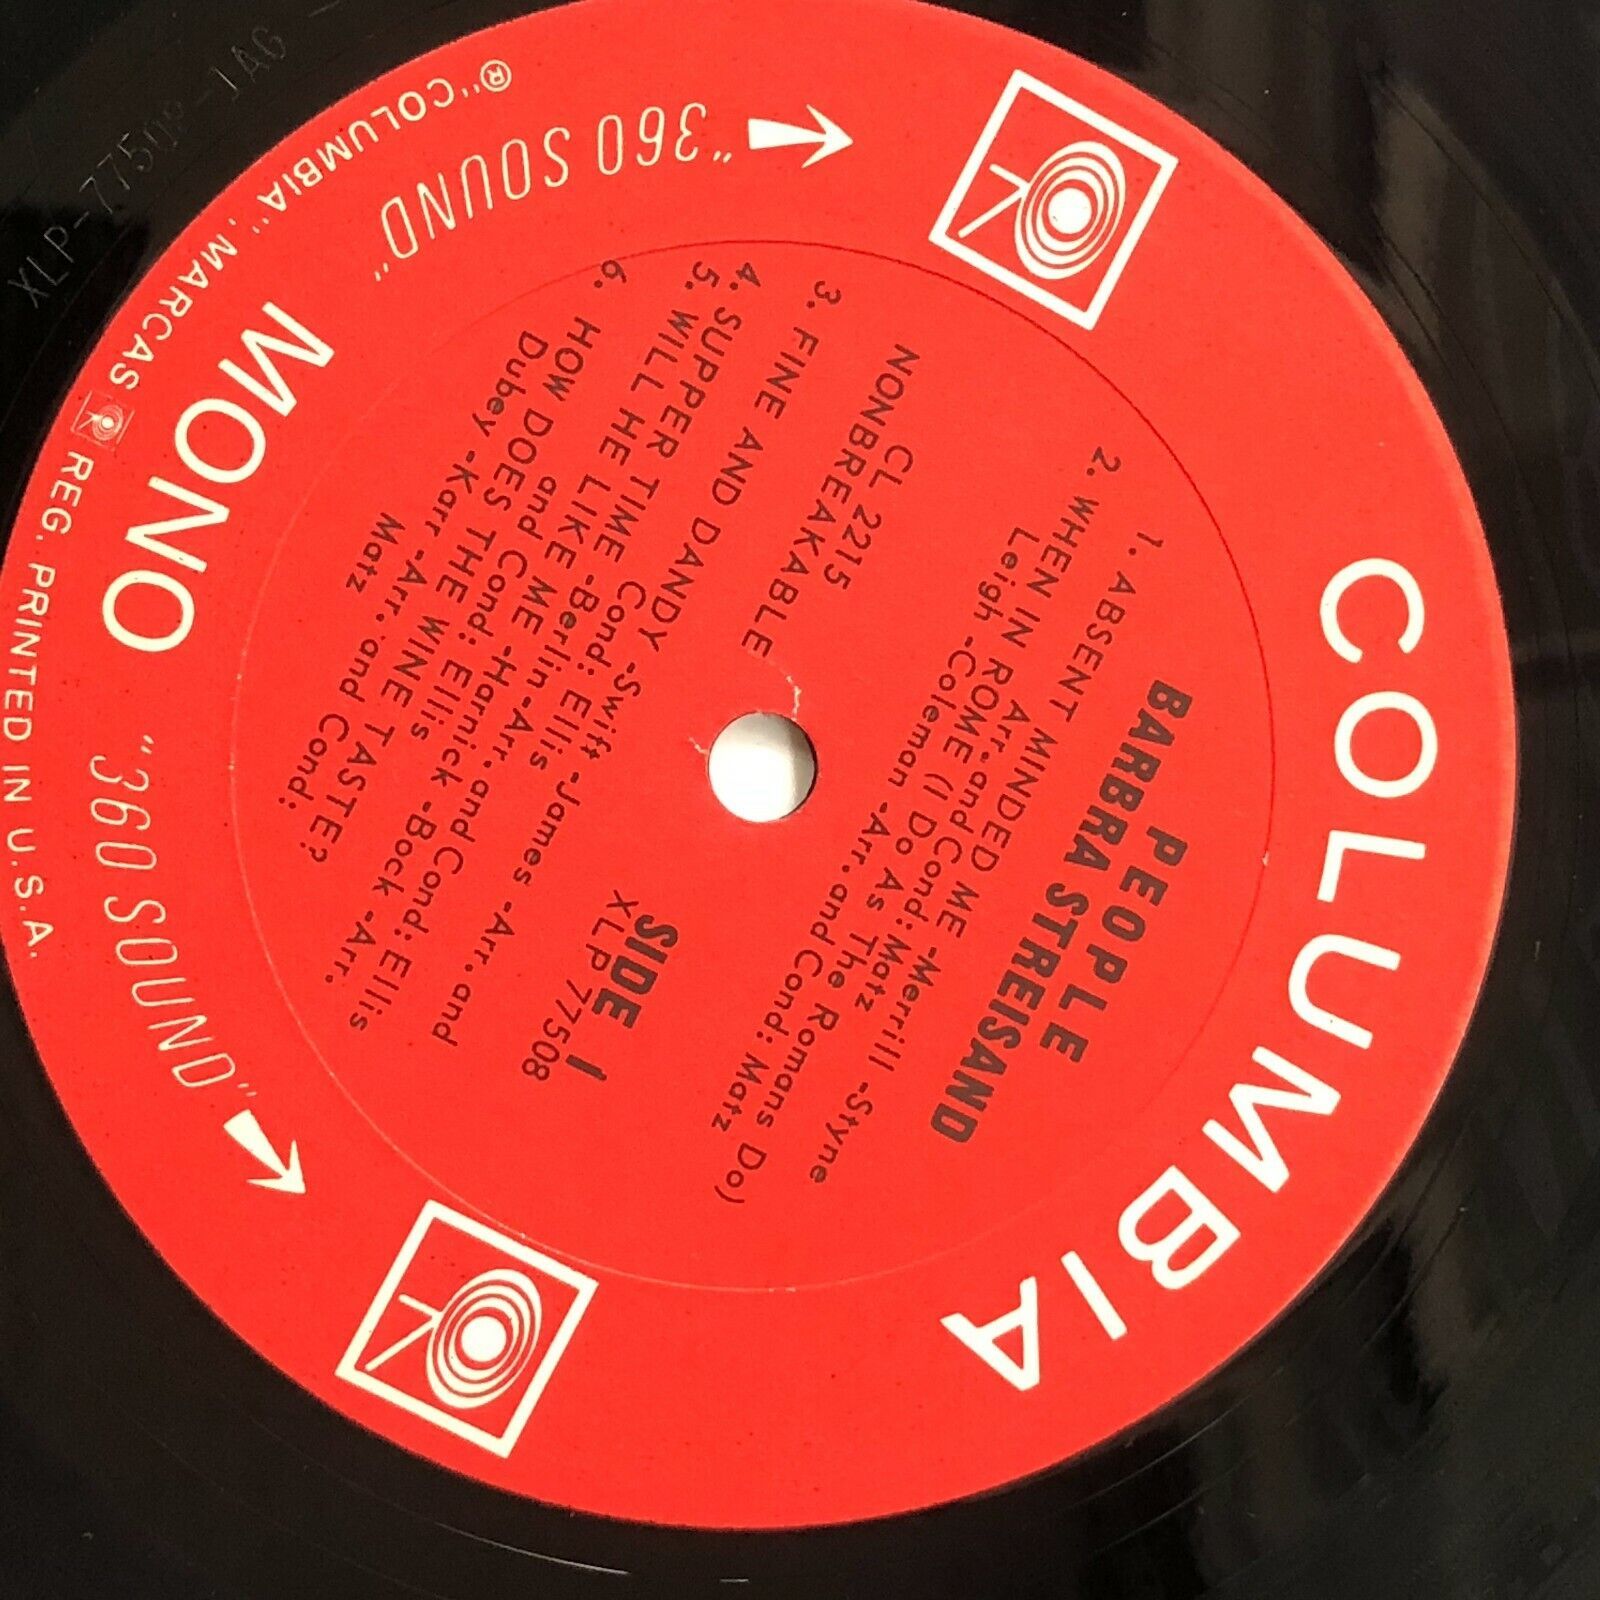 COLUMBIA
PEOPLE
BARBRA STREISAND
1. ABSENT MINDED ME -Merrill -Styne
Arr. and Cond: Matz
2. WHEN IN ROME (I Do As The Romans Do)
Leigh -Coleman -Arr. and Cond: Matz
CL 2215
NONBREAKABLE
SIDE 1
XLP 77508
3. FINE AND DANDY -Swift -James -Arr. and
Cond: Ellis
4. SUPPER TIME -Berlin -Arr. and Cond: Ellis
5. WILL HE LIKE ME -Harnick -Bock -Arr.
and Cond: Ellis
6. HOW DOES THE WINE TASTE?
Dubey -Karr -Arr. and Cond:
Matz
"360 SOUND"
MONO
"360 SOUND"
® "COLUMBIA", MARCAS REG. PRINTED IN U.S.A.